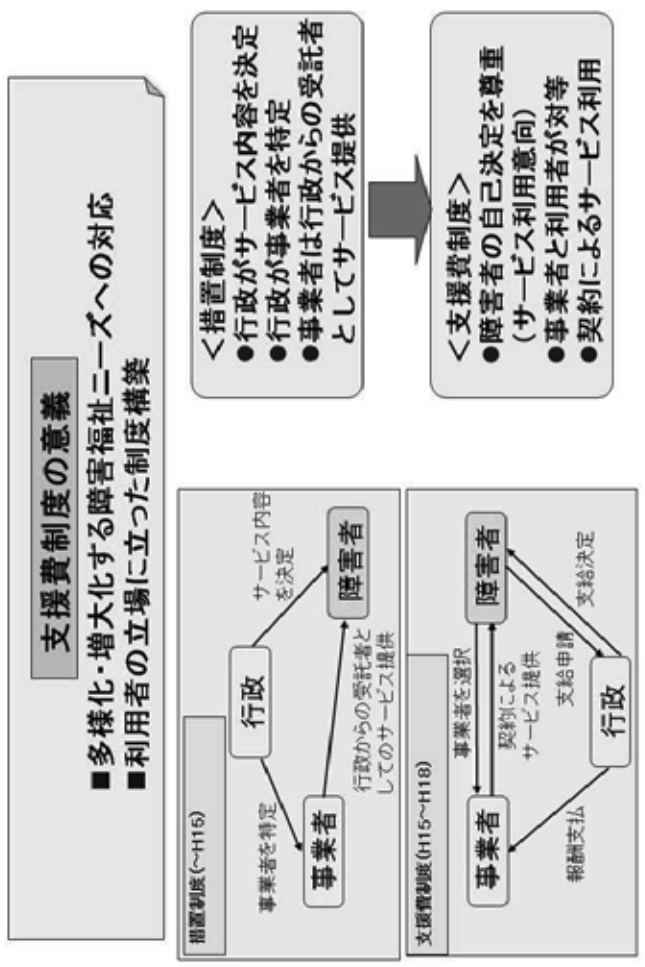 支援費制度の意義
■多様化・増大化する障害福祉ニーズへの対応
■利用者の立場に立った制度構築
措置制度(～H15)
行政
事業者を特定
サービス内容
を決定
事業者
障害者
行政からの受託者と
してのサービス提供
＜措置制度＞
●行政がサービス内容を決定
●行政が事業者を特定
●事業者は行政からの受託者
としてサービス提供
支援費制度(H15～H18)
事業者を選択
事業者
障害者
契約による
サービス提供
支給申請
支給決定
報酬支払
行政
＜支援費制度＞
●障害者の自己決定を尊重
(サービス利用意向)
●事業者と利用者が対等
●契約によるサービス利用